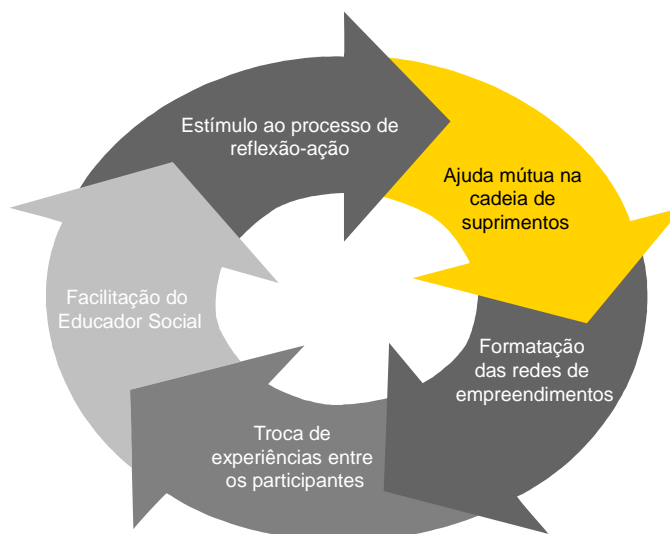 Estímulo ao processo de
reflexão-ação
Ajuda mútua na
cadeia de
suprimentos
Formatação
das redes de
empreendimentos
Troca de
experiências entre
os participantes
Facilitação do
Educador Social